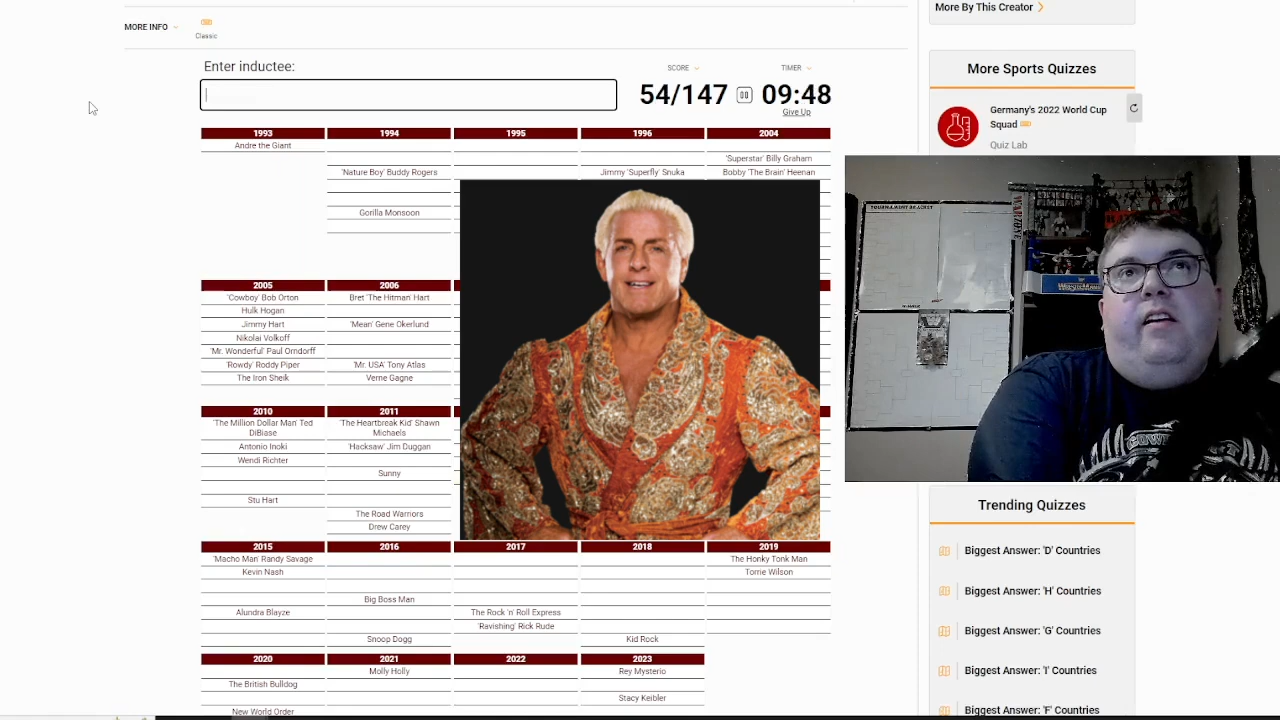 More By This Creator
MORE INFO
Classic
Enter inductee:
SCORE
TIMER
54/147
09:48
Give Up
More Sports Quizzes
Germany's 2022 World Cup
Squad
Quiz Lab
1993
1994
1995
1996
2004
Andre the Giant
'Superstar' Billy Graham
'Nature Boy' Buddy Rogers
Jimmy 'Superfly' Snuka
Bobby 'The Brain' Heenan
Gorilla Monsoon
TOURNAMENT BRACKET
2005
2006
'Cowboy' Bob Orton
Bret 'The Hitman' Hart
Hulk Hogan
Jimmy Hart
'Mean' Gene Okerlund
Nikolai Volkoff
'Mr. Wonderful' Paul Orndorff
'Rowdy' Roddy Piper
'Mr. USA' Tony Atlas
The Iron Sheik
Verne Gagne
2010
2011
'The Million Dollar Man' Ted
DiBiase
'The Heartbreak Kid' Shawn
Michaels
Antonio Inoki
'Hacksaw' Jim Duggan
Wendi Richter
Sunny
Stu Hart
The Road Warriors
Drew Carey
Trending Quizzes
2015
2016
2017
2018
2019
'Macho Man' Randy Savage
The Honky Tonk Man
Kevin Nash
Torrie Wilson
Big Boss Man
Alundra Blayze
The Rock 'n' Roll Express
'Ravishing' Rick Rude
Snoop Dogg
Kid Rock
2020
2021
2022
2023
Molly Holly
Rey Mysterio
The British Bulldog
Stacy Keibler
New World Order
Biggest Answer: 'D' Countries
Biggest Answer: 'H' Countries
Biggest Answer: 'G' Countries
Biggest Answer: 'I' Countries
Biggest Answer: 'F' Countries